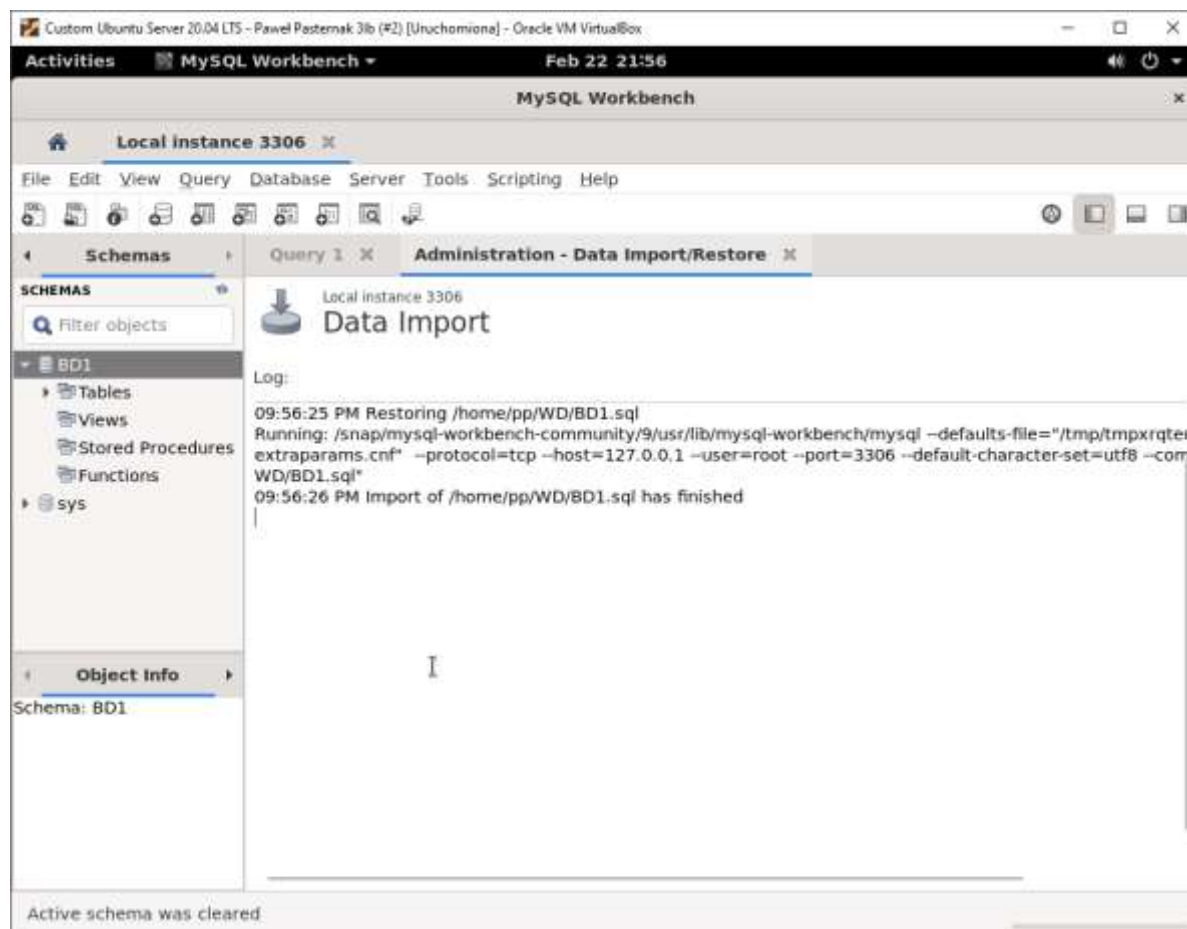 Custom Ubuntu Server 20.04 LTS - Paweł Pasternak 3Ib (#2) [Uruchomiona] - Oracle VM VirtualBox
Activities MySQL Workbench Feb 22 21:56
MySQL Workbench
Local instance 3306
File Edit View Query Database Server Tools Scripting Help
Schemas Query 1 Administration - Data Import/Restore
SCHEMAS
Filter objects
BD1
Tables
Views
Stored Procedures
Functions
sys
Local instance 3306
Data Import
Log:
09:56:25 PM Restoring /home/pp/WD/BD1.sql
Running: /snap/mysql-workbench-community/9/usr/lib/mysql-workbench/mysql --defaults-file="/tmp/tmpxrqte
extraparams.cnf" --protocol=tcp --host=127.0.0.1 --user=root --port=3306 --default-character-set=utf8 --com
WD/BD1.sql"
09:56:26 PM Import of /home/pp/WD/BD1.sql has finished
Object Info
Schema: BD1
Active schema was cleared